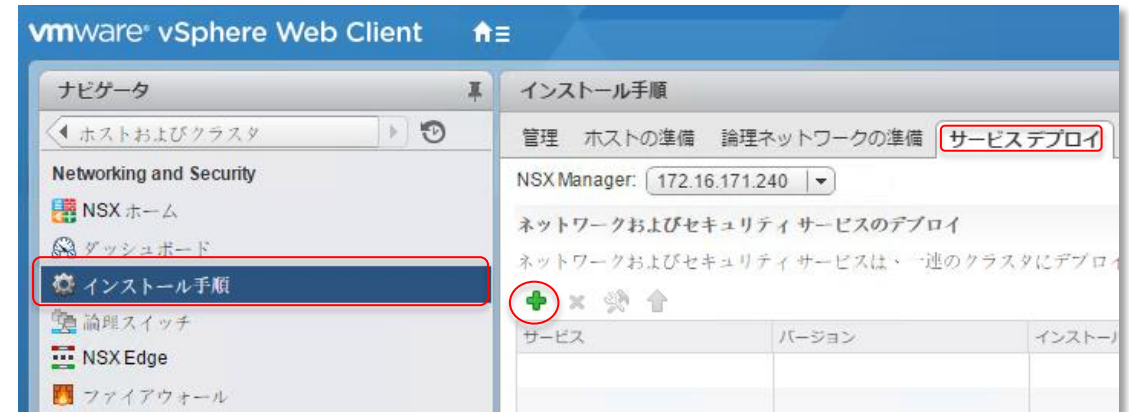 vmware® vSphere Web Client
ナビゲータ
ホストおよびクラスタ
Networking and Security
NSX ホーム
ダッシュボード
インストール手順
論理スイッチ
NSX Edge
ファイアウォール
インストール手順
管理 ホストの準備 論理ネットワークの準備 サービス デプロイ
NSX Manager: 172.16.171.240
ネットワークおよびセキュリティ サービスのデプロイ
ネットワークおよびセキュリティ サービスは、一連のクラスタにデプロイ
サービス バージョン インストール